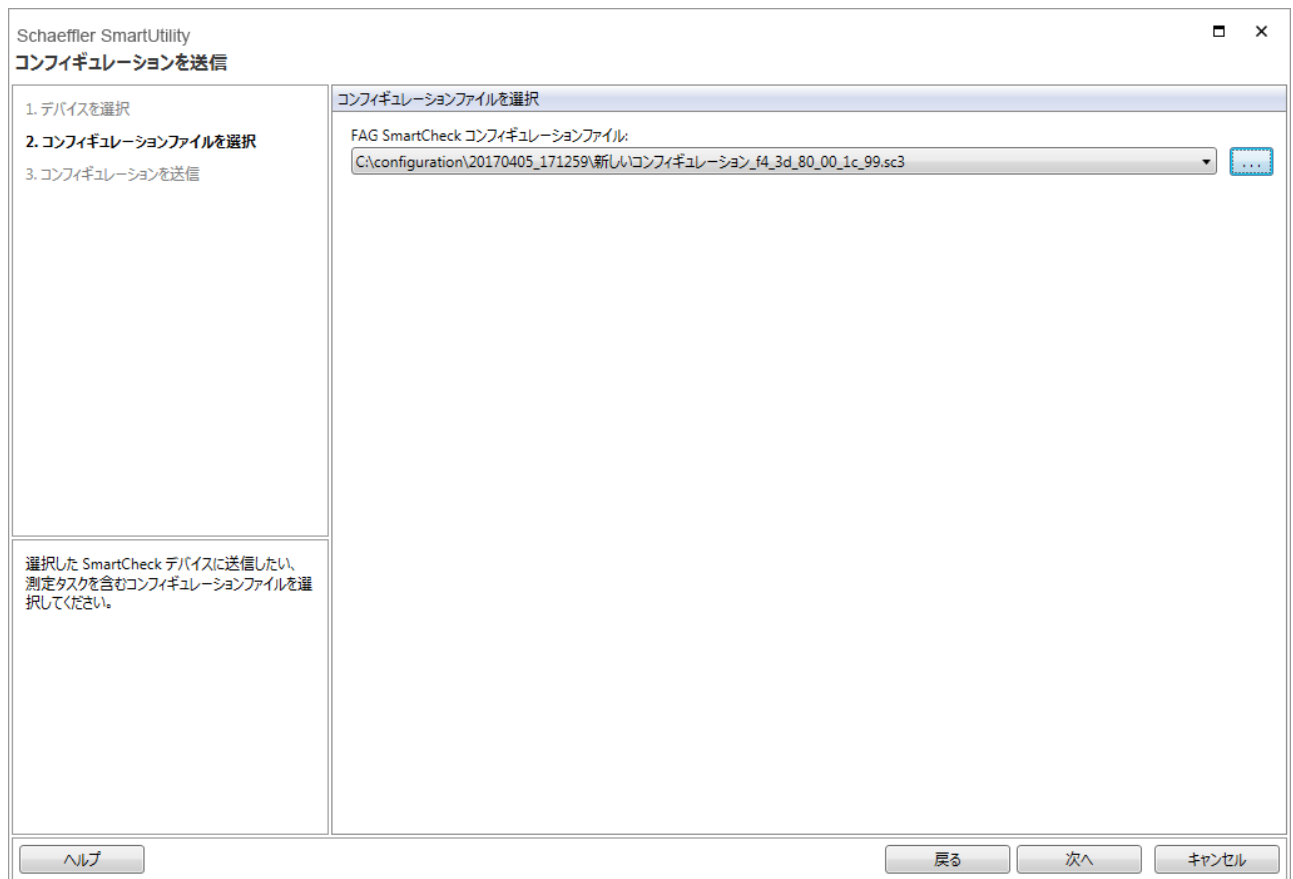 Schaeffler SmartUtility
コンフィギュレーションを送信
1. デバイスを選択
2. コンフィギュレーションファイルを選択
3. コンフィギュレーションを送信
選択した SmartCheck デバイスに送信したい、
測定タスクを含むコンフィギュレーションファイルを選
択してください。
コンフィギュレーションファイルを選択
FAG SmartCheck コンフィギュレーションファイル:
C:\configuration\20170405_171259\新しいコンフィギュレーション_f4_3d_80_00_1c_99.sc3
...
ヘルプ
戻る
次へ
キャンセル